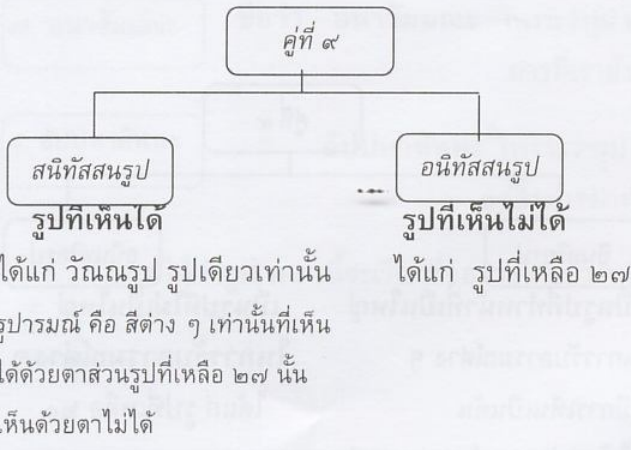 คู่ที่ ๙
สนิทัสสนรูป
อนิทัสสนรูป
รูปที่เห็นได้
รูปที่เห็นไม่ได้
ได้แก่ วัณณรูป รูปเดียวเท่านั้น
ได้แก่ รูปที่เหลือ ๒๗
รูปารมณ์ คือ สีต่าง ๆ เท่านั้นที่เห็น
ได้ด้วยตาส่วนรูปที่เหลือ ๒๗ นั้น
เห็นด้วยตาไม่ได้